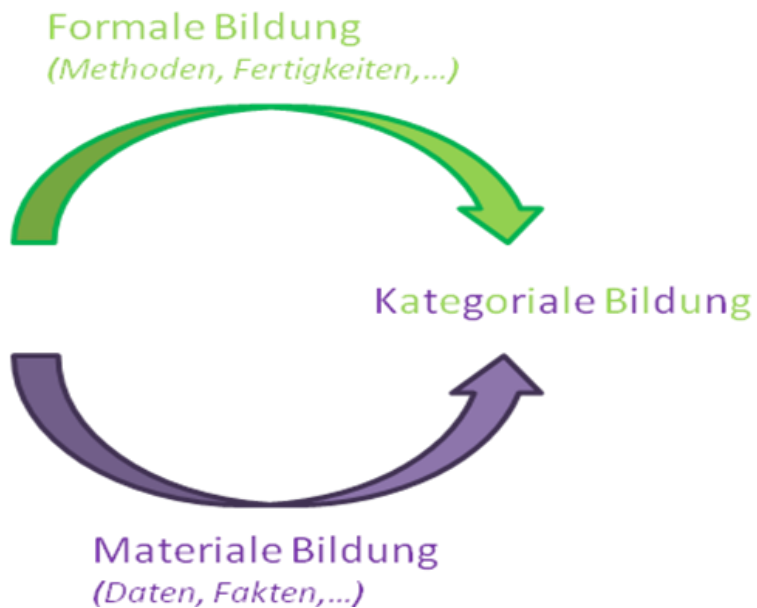 Formale Bildung
(Methoden, Fertigkeiten,...)
Kategoriale Bildung
Materiale Bildung
(Daten, Fakten,...)